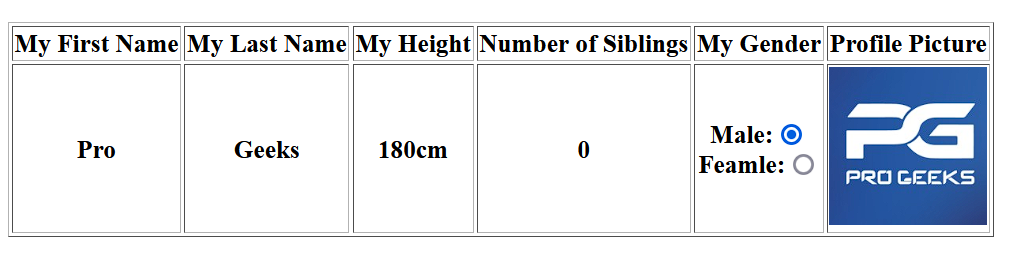 My First Name My Last Name My Height Number of Siblings My Gender Profile Picture
Pro Geeks 180cm 0 Male:
Feamle:
PG
PRO GEEKS